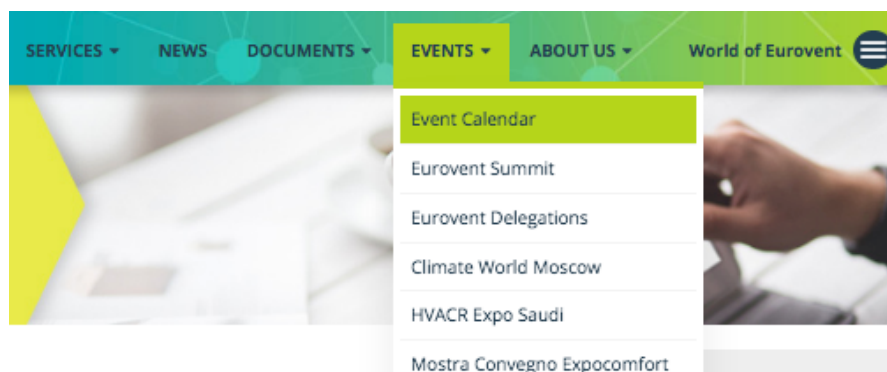 SERVICES NEWS DOCUMENTS EVENTS ABOUT US World of Eurovent
Event Calendar
Eurovent Summit
Eurovent Delegations
Climate World Moscow
HVACR Expo Saudi
Mostra Convegno Expocomfort